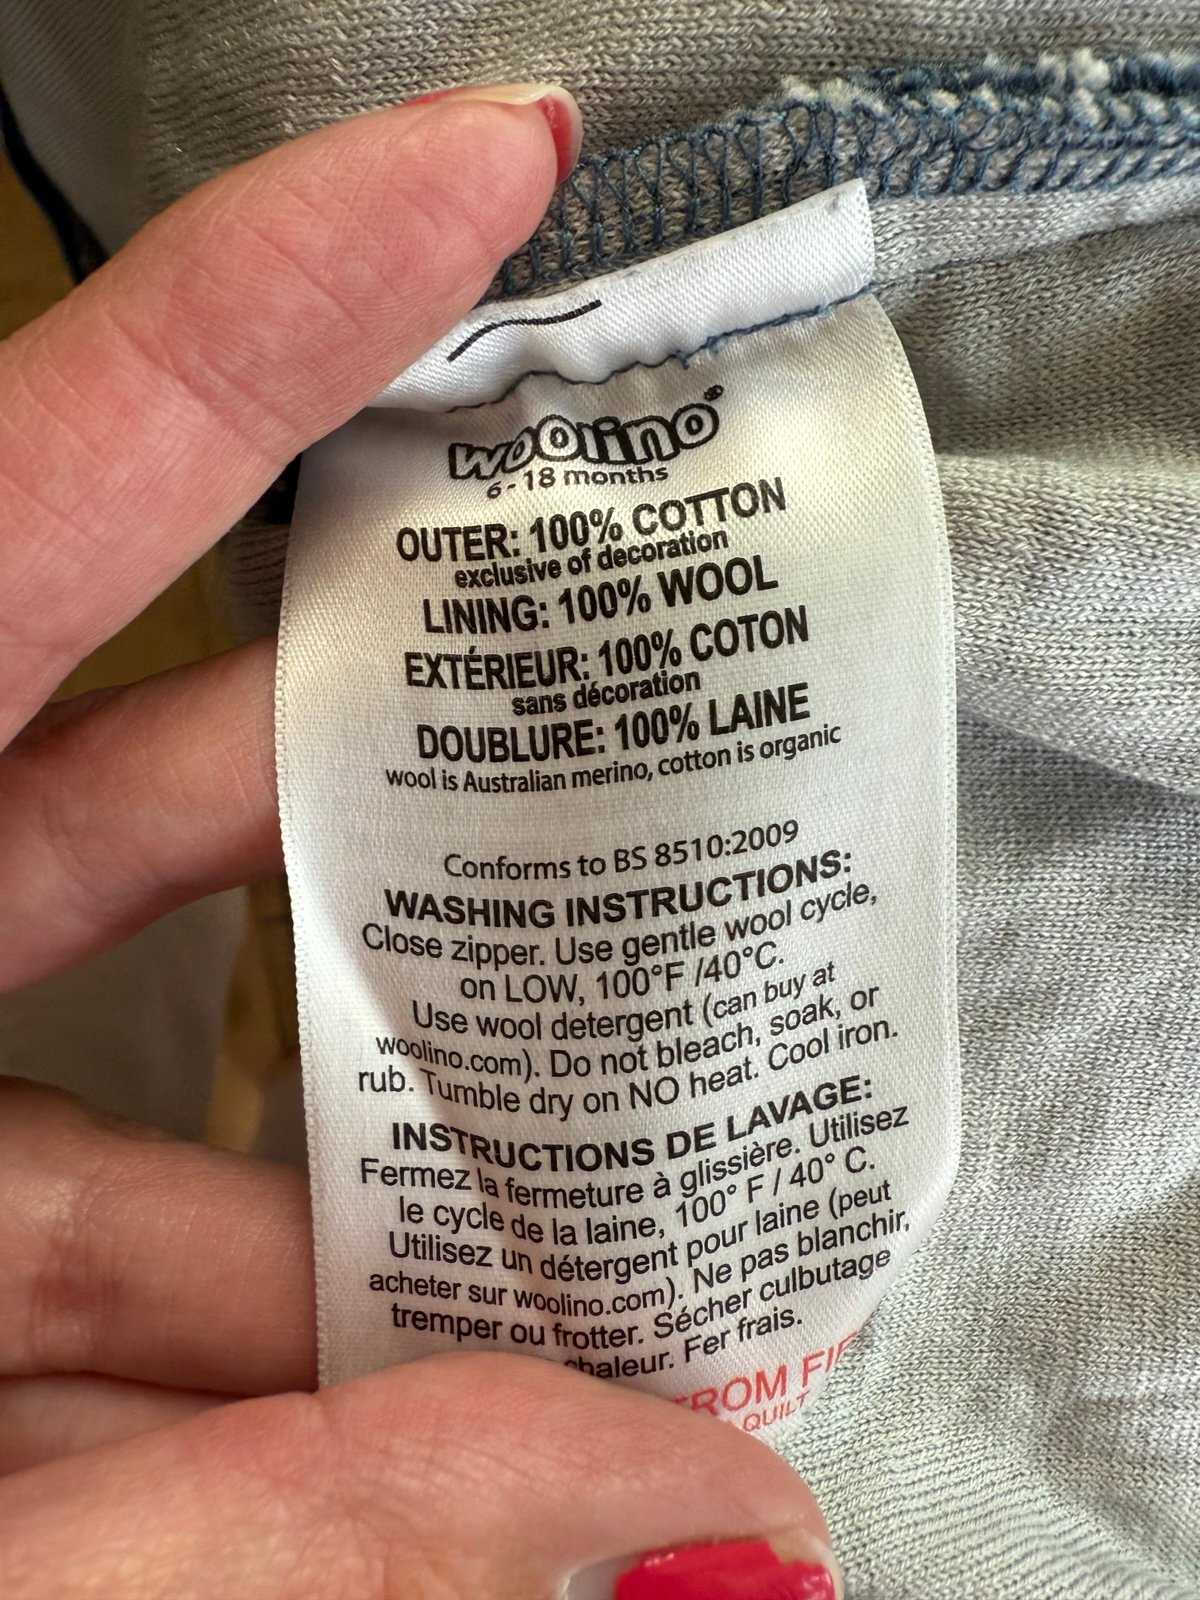 woolino
6-18 months
OUTER: 100% COTTON
exclusive of decoration
LINING: 100% WOOL
EXTÉRIEUR: 100% COTON
sans décoration
DOUBLURE: 100% LAINE
wool is Australian merino, cotton is organic
Conforms to BS 8510:2009
WASHING INSTRUCTIONS:
Close zipper. Use gentle wool cycle,
on LOW, 100°F /40°C.
Use wool detergent (can buy at
woolino.com). Do not bleach, soak, or
rub. Tumble dry on NO heat. Cool iron.
INSTRUCTIONS DE LAVAGE:
Fermez la fermeture à glissière. Utilisez
le cycle de la laine, 100° F / 40° C.
Utilisez un détergent pour laine (peut
acheter sur woolino.com). Ne pas blanchir,
tremper ou frotter. Sécher culbutage
chaleur. Fer frais.
FROM
QUILT